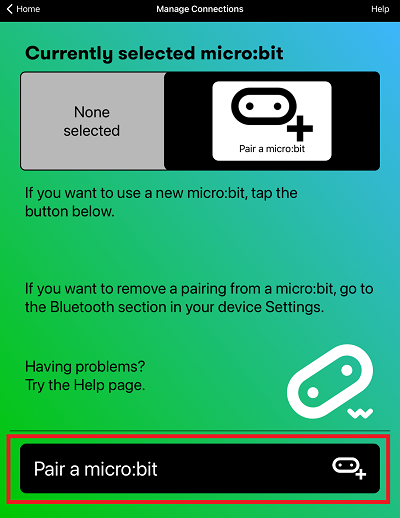 Home
Manage Connections
Help
Currently selected micro:bit
None
selected
Pair a micro:bit
If you want to use a new micro:bit, tap the
button below.
If you want to remove a pairing from a micro:bit, go to
the Bluetooth section in your device Settings.
Having problems?
Try the Help page.
Pair a micro:bit